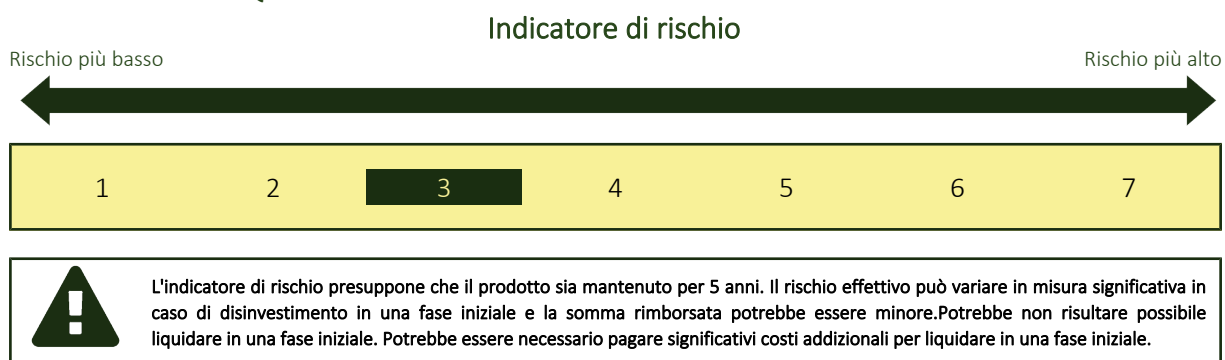 Indicatore di rischio
Rischio più basso
Rischio più alto
1 2 3 4 5 6 7
L'indicatore di rischio presuppone che il prodotto sia mantenuto per 5 anni. Il rischio effettivo può variare in misura significativa in
caso di disinvestimento in una fase iniziale e la somma rimborsata potrebbe essere minore.Potrebbe non risultare possibile
liquidare in una fase iniziale. Potrebbe essere necessario pagare significativi costi addizionali per liquidare in una fase iniziale.